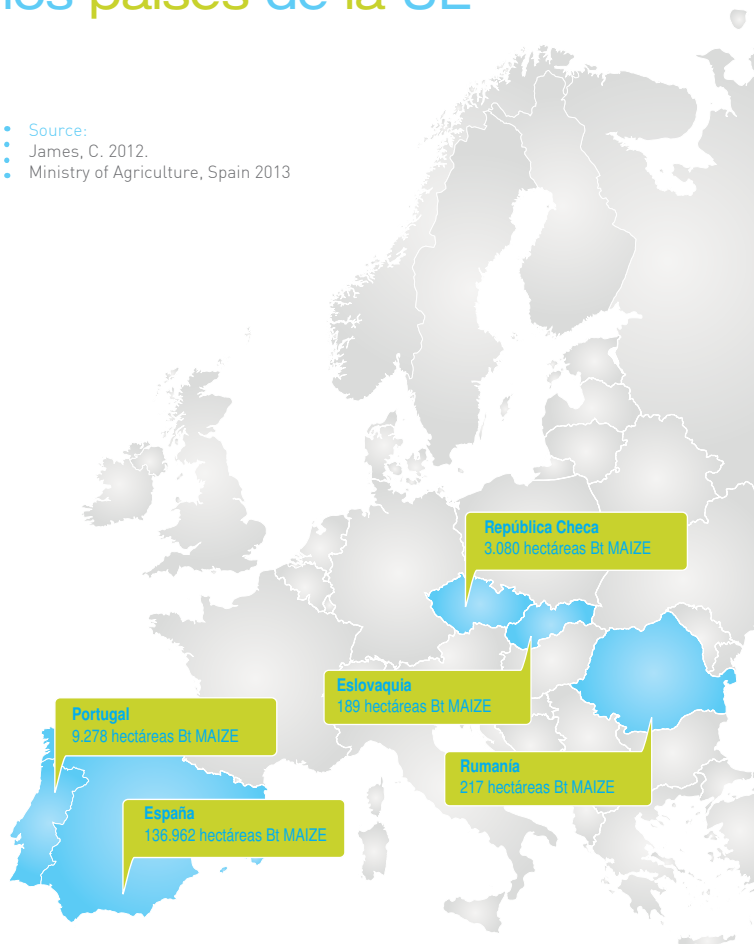 los países de la UE
Source:
James, C. 2012.
Ministry of Agriculture, Spain 2013
República Checa
3.080 hectáreas Bt MAIZE
Eslovaquia
189 hectáreas Bt MAIZE
Portugal
9.278 hectáreas Bt MAIZE
Rumanía
217 hectáreas Bt MAIZE
España
136.962 hectáreas Bt MAIZE